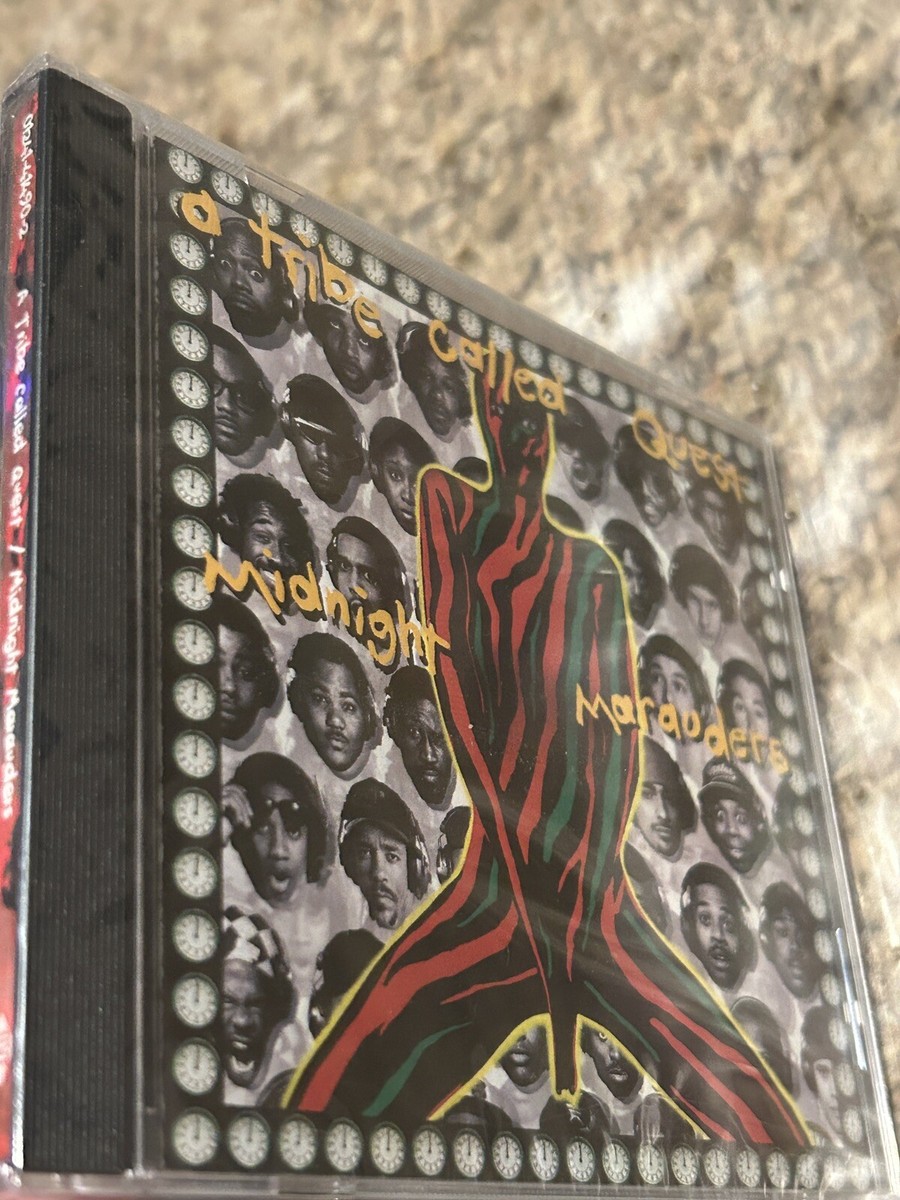 a tribe called Quest
Midnight
Marauders
A Tribe called quest / Midnight Marauders